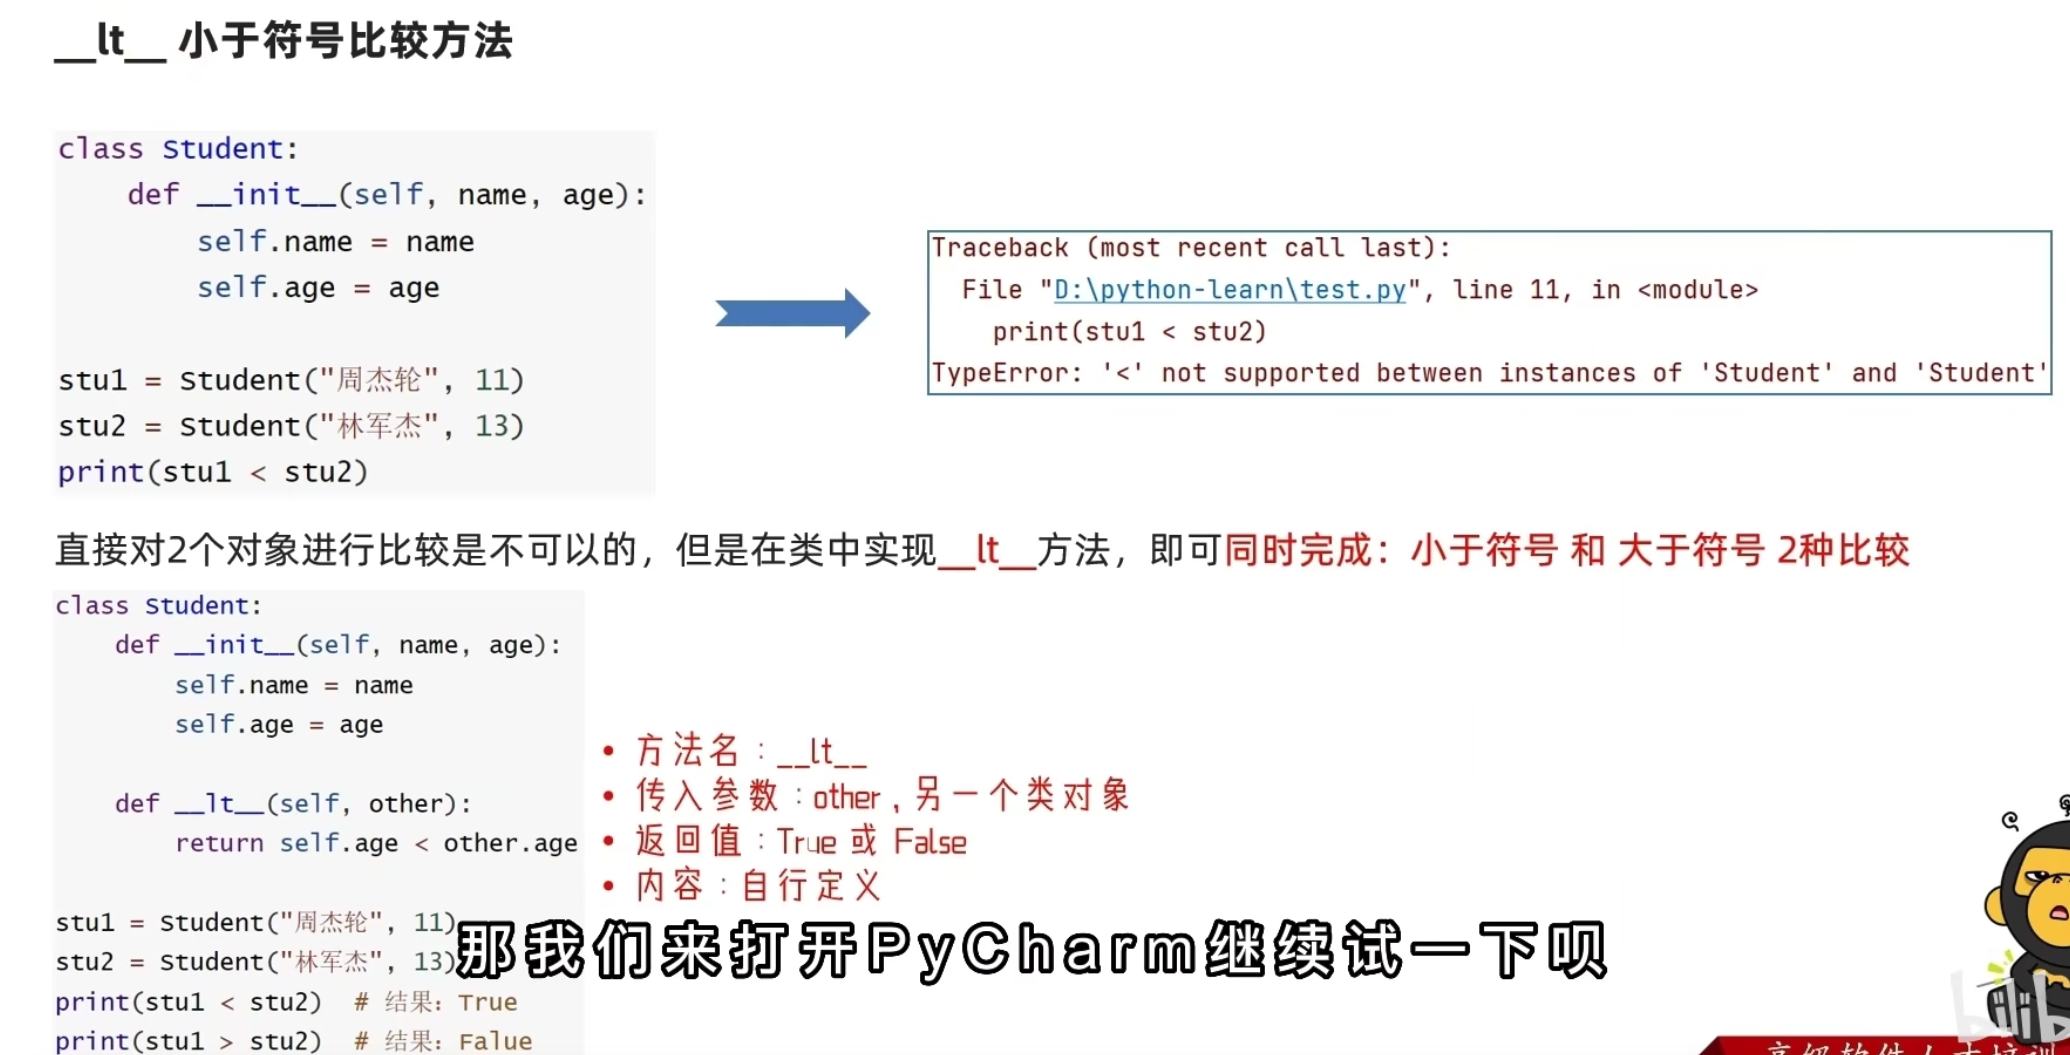 __lt__ 小于符号比较方法
class Student:
    def __init__(self, name, age):
        self.name = name
        self.age = age
stu1 = Student("周杰轮", 11)
stu2 = Student("林军杰", 13)
print(stu1 < stu2)
Traceback (most recent call last):
  File "D:\python-learn\test.py", line 11, in <module>
    print(stu1 < stu2)
TypeError: '<' not supported between instances of 'Student' and 'Student'
直接对2个对象进行比较是不可以的，但是在类中实现__lt__方法，即可同时完成：小于符号 和 大于符号 2种比较
class Student:
    def __init__(self, name, age):
        self.name = name
        self.age = age
    def __lt__(self, other):
        return self.age < other.age
stu1 = Student("周杰轮", 11)
stu2 = Student("林军杰", 13)
print(stu1 < stu2)  # 结果：True
print(stu1 > stu2)  # 结果：Falue
• 方法名：__lt__
• 传入参数：other，另一个类对象
• 返回值：True 或 False
• 内容：自行定义
那我们来打开PyCharm继续试一下呗